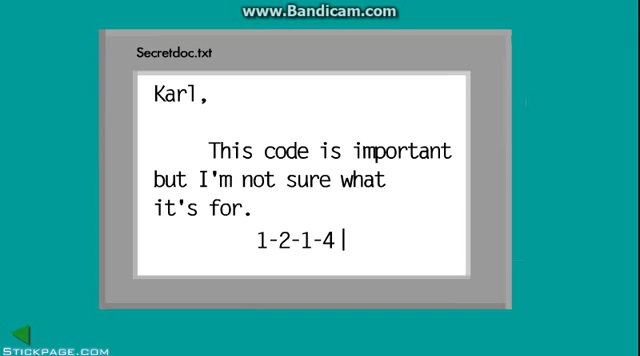 www.Bandicam.com
Secretdoc.txt
Karl,
This code is important
but I'm not sure what
it's for.
1-2-1-4
STICKPAGE.COM